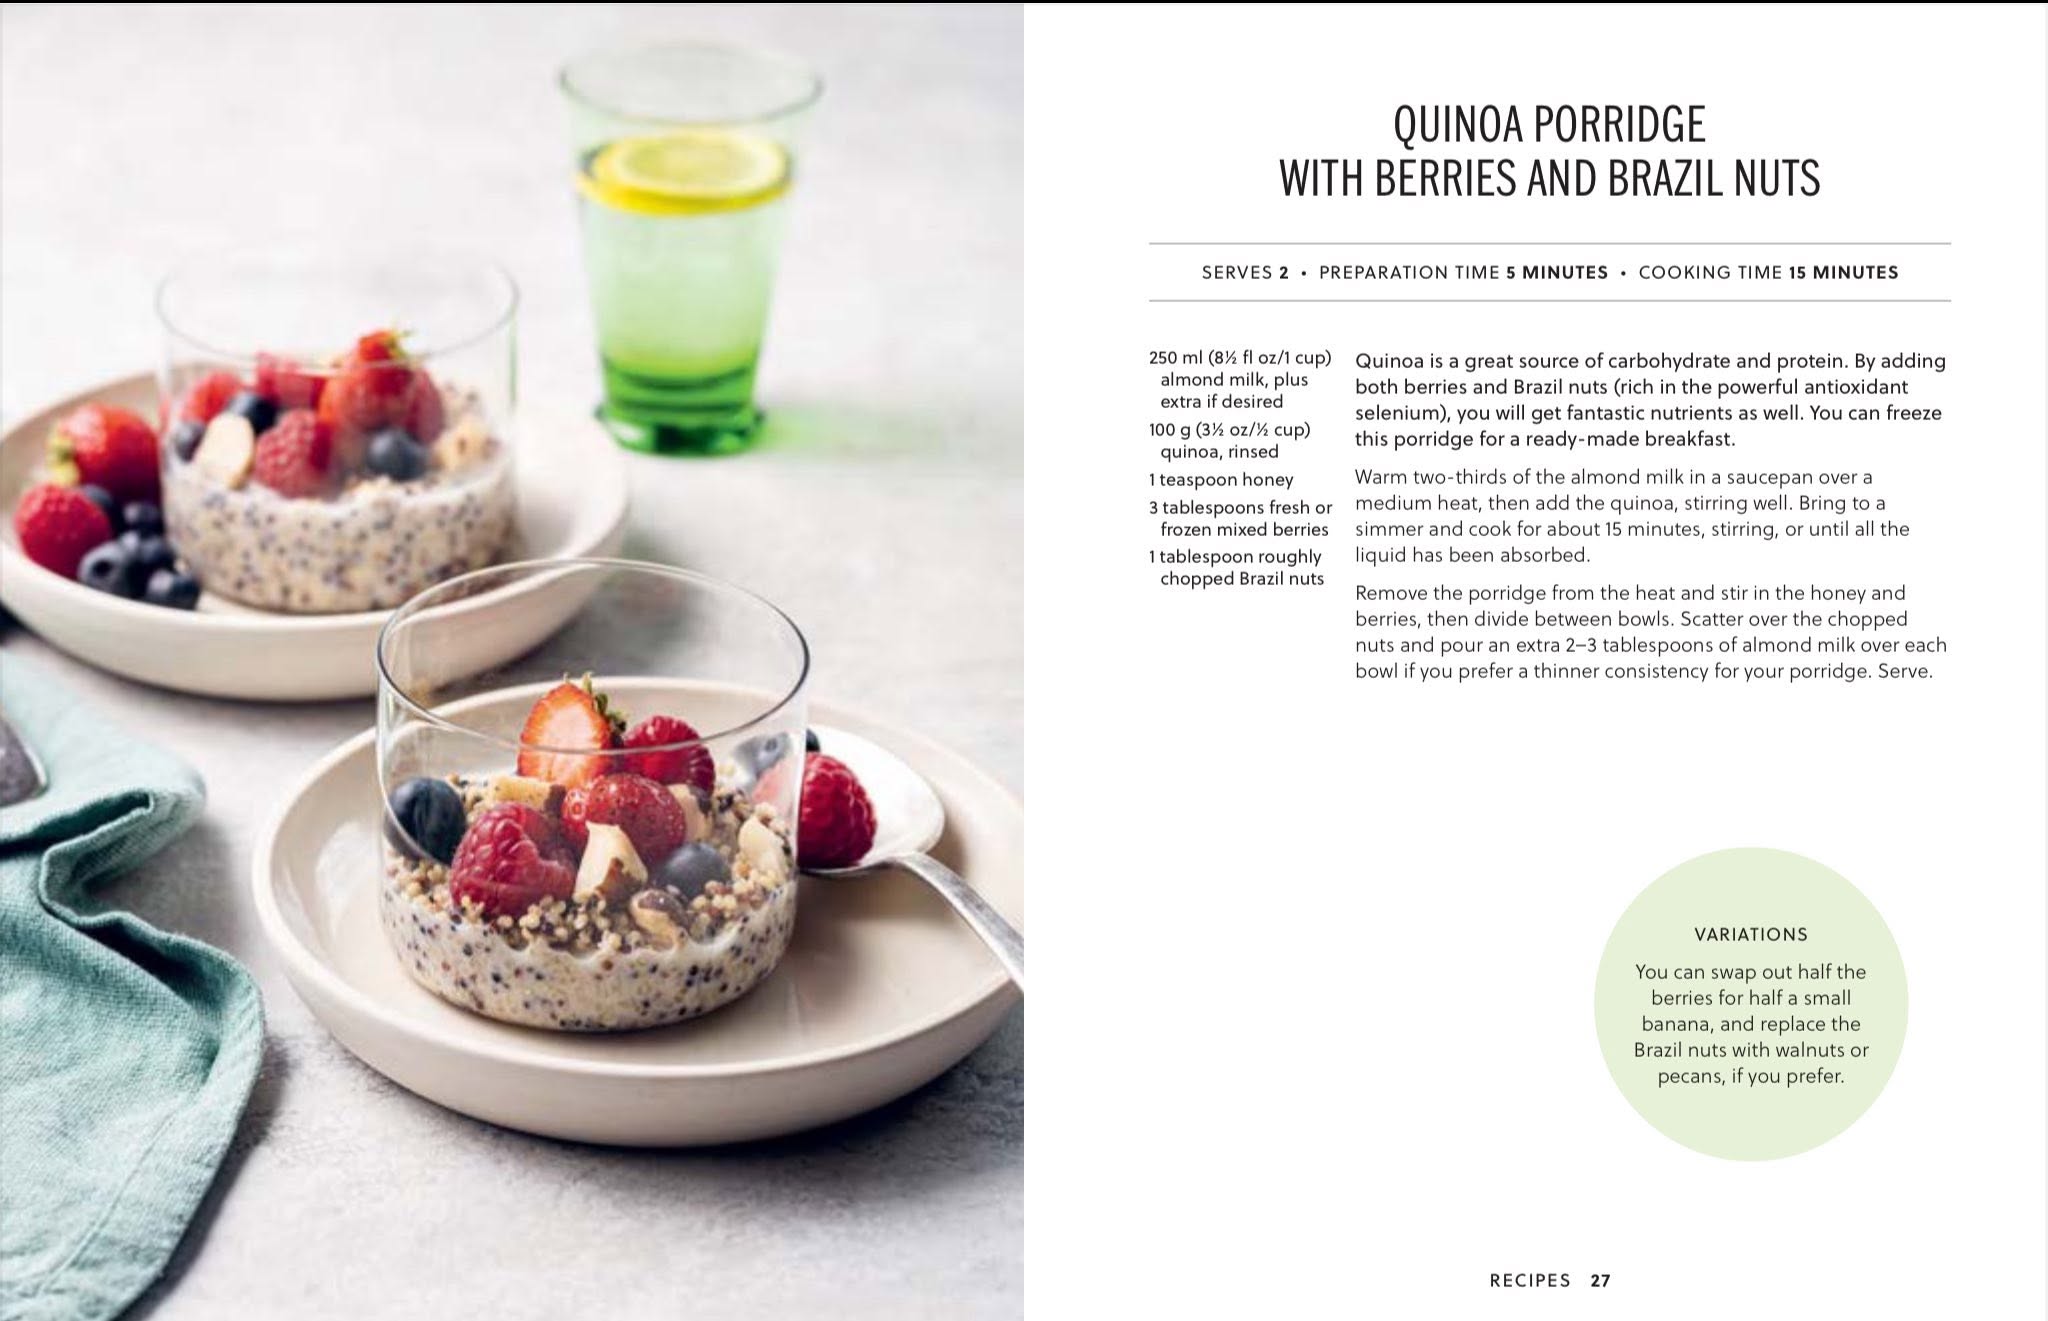 QUINOA PORRIDGE
WITH BERRIES AND BRAZIL NUTS
SERVES 2 • PREPARATION TIME 5 MINUTES • COOKING TIME 15 MINUTES
250 ml (8½ fl oz/1 cup)
almond milk, plus
extra if desired
100 g (3½ oz/½ cup)
quinoa, rinsed
1 teaspoon honey
3 tablespoons fresh or
frozen mixed berries
1 tablespoon roughly
chopped Brazil nuts
Quinoa is a great source of carbohydrate and protein. By adding
both berries and Brazil nuts (rich in the powerful antioxidant
selenium), you will get fantastic nutrients as well. You can freeze
this porridge for a ready-made breakfast.
Warm two-thirds of the almond milk in a saucepan over a
medium heat, then add the quinoa, stirring well. Bring to a
simmer and cook for about 15 minutes, stirring, or until all the
liquid has been absorbed.
Remove the porridge from the heat and stir in the honey and
berries, then divide between bowls. Scatter over the chopped
nuts and pour an extra 2–3 tablespoons of almond milk over each
bowl if you prefer a thinner consistency for your porridge. Serve.
VARIATIONS
You can swap out half the
berries for half a small
banana, and replace the
Brazil nuts with walnuts or
pecans, if you prefer.
RECIPES 27